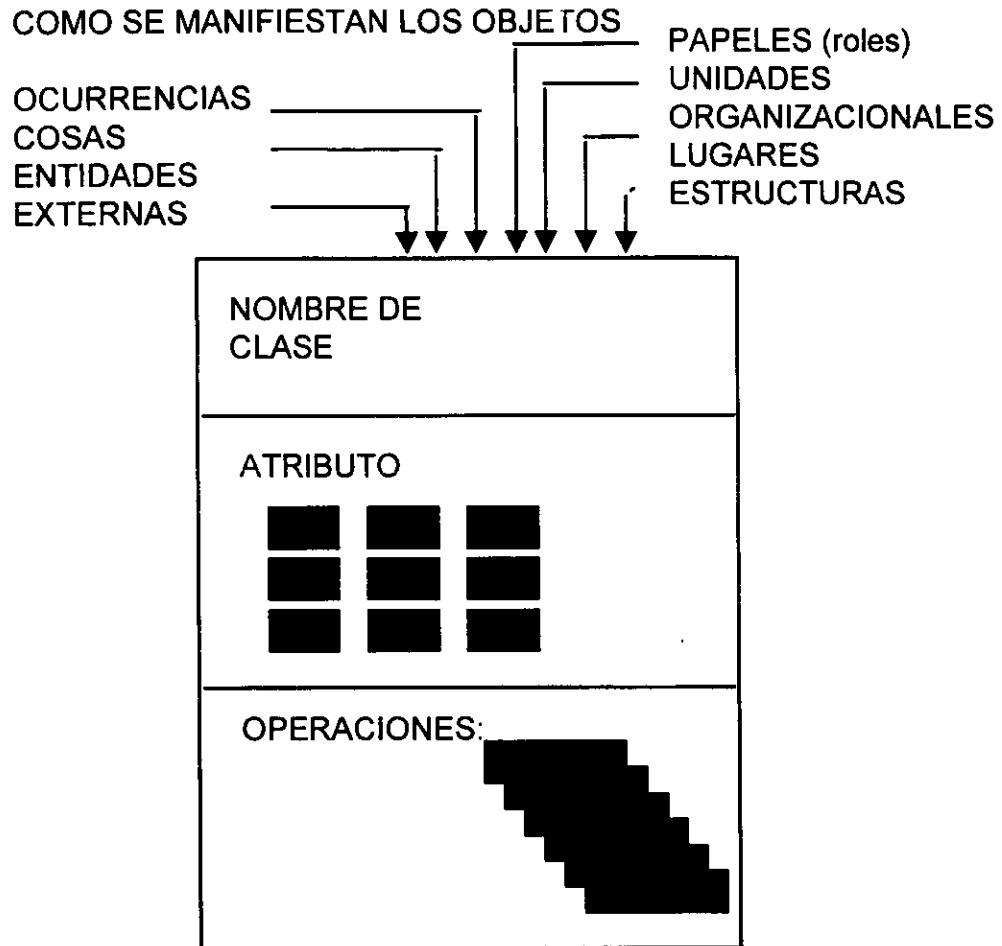 COMO SE MANIFIESTAN LOS OBJETOS
OCURRENCIAS
COSAS
ENTIDADES
EXTERNAS
PAPELES (roles)
UNIDADES
ORGANIZACIONALES
LUGARES
ESTRUCTURAS
NOMBRE DE
CLASE
ATRIBUTO
OPERACIONES: